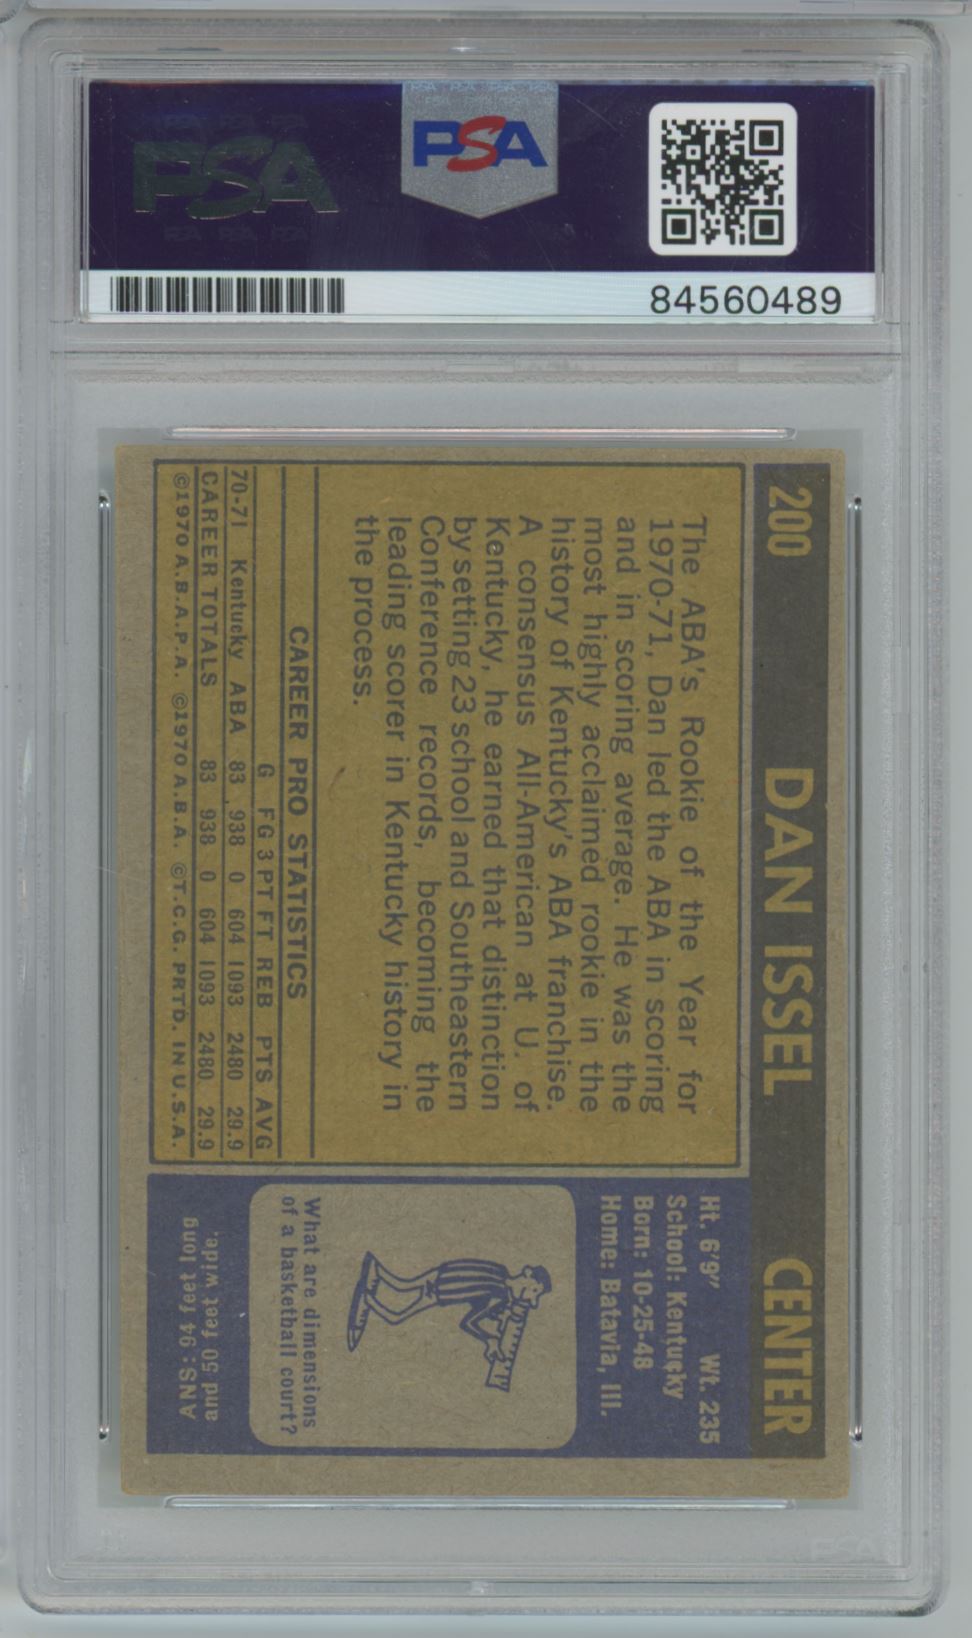 PSA
PSA
84560489
200 DAN ISSEL CENTER
The ABA's Rookie of the Year for
1970-71, Dan led the ABA in scoring
and in scoring average. He was the
most highly acclaimed rookie in the
history of Kentucky's ABA franchise.
A consensus All-American at U. of
Kentucky, he earned that distinction
by setting 23 school and Southeastern
Conference records, becoming the
leading scorer in Kentucky history in
the process.
CAREER PRO STATISTICS
G FG 3PT FT REB PTS AVG
70-71 Kentucky ABA 83 938 0 604 1093 2480 29.9
CAREER TOTALS 83 938 0 604 1093 2480 29.9
©1970 A.B.A.P.A. ©1970 A.B.A. ©T.C.G. PRTD. IN U.S.A.
Ht. 6'9" Wt. 235
School: Kentucky
Born: 10-25-48
Home: Batavia, Ill.
What are dimensions
of a basketball court?
ANS: 94 feet long
and 50 feet wide.